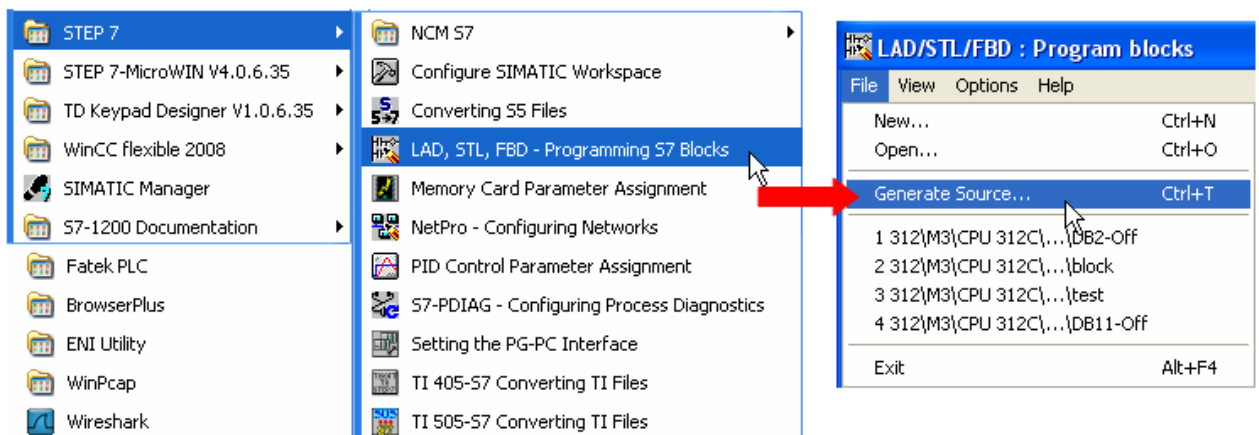 STEP 7
STEP 7-MicroWIN V4.0.6.35
TD Keypad Designer V1.0.6.35
WinCC flexible 2008
SIMATIC Manager
S7-1200 Documentation
Fatek PLC
BrowserPlus
ENI Utility
WinPcap
Wireshark
NCM S7
Configure SIMATIC Workspace
Converting S5 Files
LAD, STL, FBD - Programming S7 Blocks
Memory Card Parameter Assignment
NetPro - Configuring Networks
PID Control Parameter Assignment
S7-PDIAG - Configuring Process Diagnostics
Setting the PG-PC Interface
TI 405-S7 Converting TI Files
TI 505-S7 Converting TI Files
LAD/STL/FBD : Program blocks
File View Options Help
New... Ctrl+N
Open... Ctrl+O
Generate Source... Ctrl+T
1 312\M3\CPU 312C\...\DB2-Off
2 312\M3\CPU 312C\...\block
3 312\M3\CPU 312C\...\test
4 312\M3\CPU 312C\...\DB11-Off
Exit Alt+F4